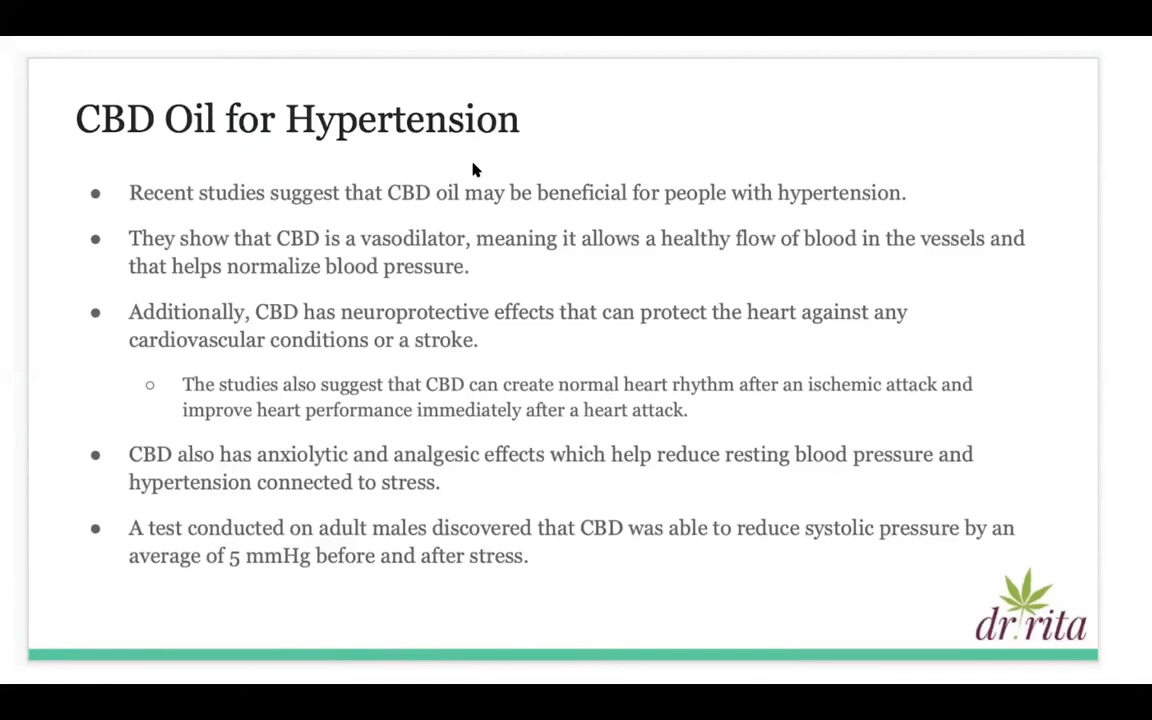 CBD Oil for Hypertension
● Recent studies suggest that CBD oil may be beneficial for people with hypertension.
● They show that CBD is a vasodilator, meaning it allows a healthy flow of blood in the vessels and
that helps normalize blood pressure.
● Additionally, CBD has neuroprotective effects that can protect the heart against any
cardiovascular conditions or a stroke.
○ The studies also suggest that CBD can create normal heart rhythm after an ischemic attack and
improve heart performance immediately after a heart attack.
● CBD also has anxiolytic and analgesic effects which help reduce resting blood pressure and
hypertension connected to stress.
● A test conducted on adult males discovered that CBD was able to reduce systolic pressure by an
average of 5 mmHg before and after stress.
dr.rita